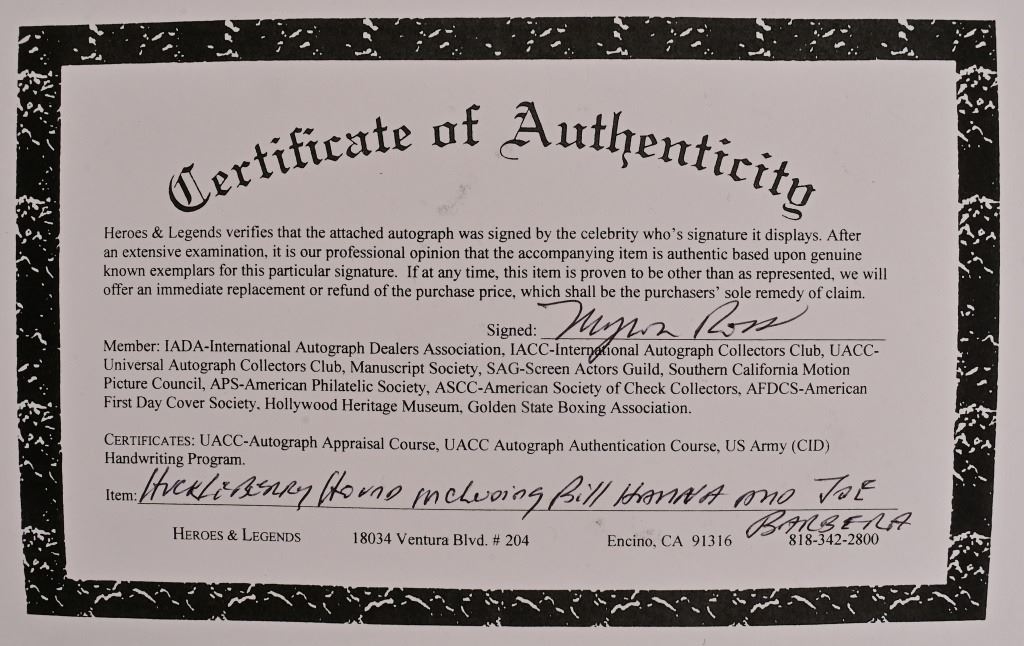 Certificate of Authenticity
Heroes & Legends verifies that the attached autograph was signed by the celebrity who's signature it displays. After
an extensive examination, it is our professional opinion that the accompanying item is authentic based upon genuine
known exemplars for this particular signature. If at any time, this item is proven to be other than as represented, we will
offer an immediate replacement or refund of the purchase price, which shall be the purchasers' sole remedy of claim.
Signed: Myron Ross
Member: IADA-International Autograph Dealers Association, IACC-International Autograph Collectors Club, UACC-
Universal Autograph Collectors Club, Manuscript Society, SAG-Screen Actors Guild, Southern California Motion
Picture Council, APS-American Philatelic Society, ASCC-American Society of Check Collectors, AFDCS-American
First Day Cover Society, Hollywood Heritage Museum, Golden State Boxing Association.
CERTIFICATES: UACC-Autograph Appraisal Course, UACC Autograph Authentication Course, US Army (CID)
Handwriting Program.
Item: HUCKLEBERRY HOUND including Bill HANNA AND JOE
BARBERA
HEROES & LEGENDS 18034 Ventura Blvd. # 204 Encino, CA 91316 818-342-2800